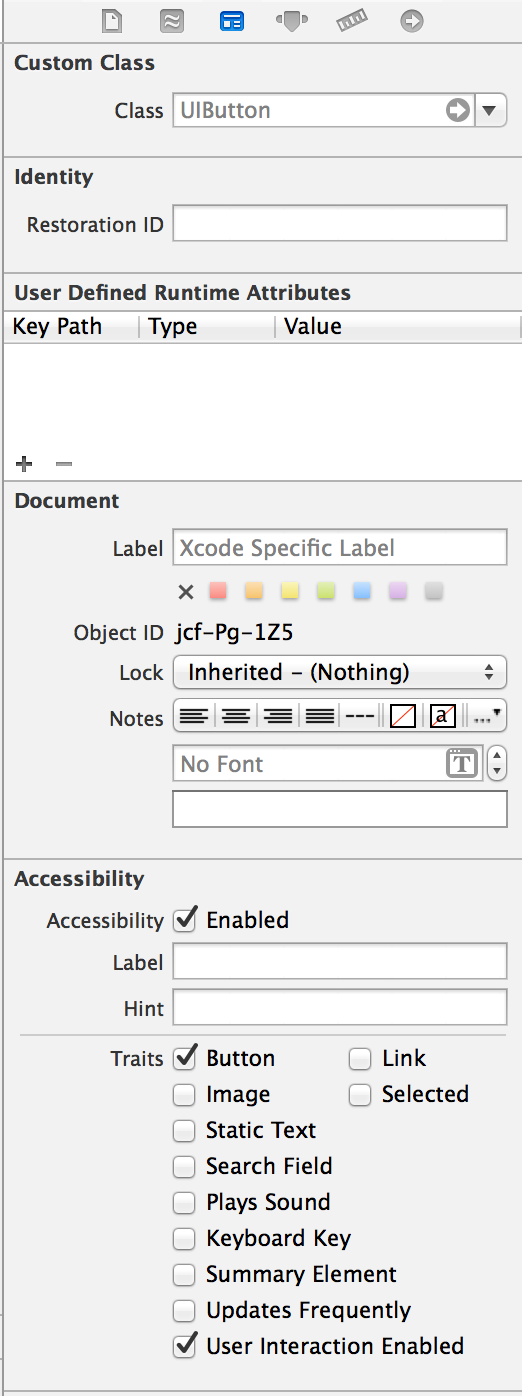 Custom Class
Class UIButton
Identity
Restoration ID
User Defined Runtime Attributes
Key Path Type Value
Document
Label Xcode Specific Label
Object ID jcf-Pg-1Z5
Lock Inherited - (Nothing)
Notes a ...
No Font T
Accessibility
Accessibility Enabled
Label
Hint
Traits Button Link
Image Selected
Static Text
Search Field
Plays Sound
Keyboard Key
Summary Element
Updates Frequently
User Interaction Enabled